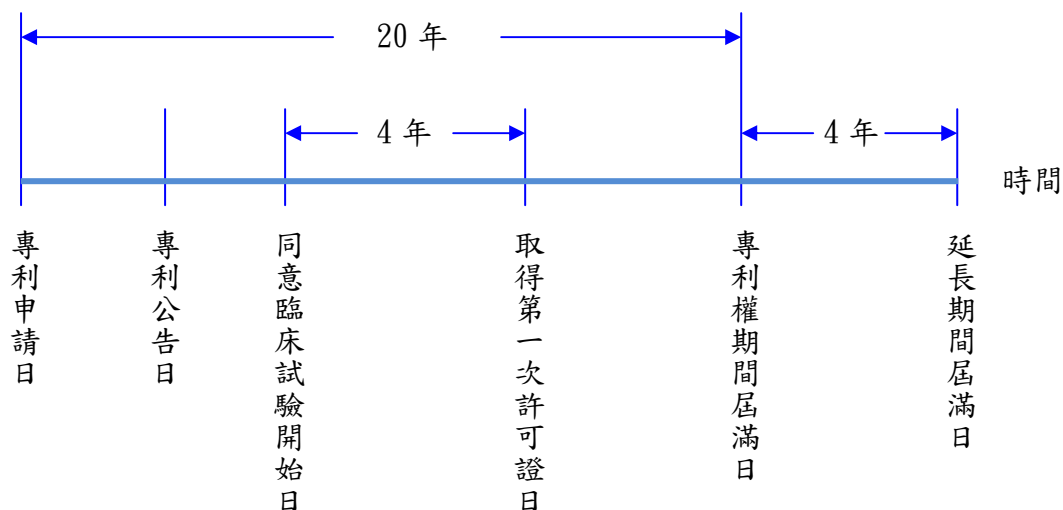 20 年
4 年
4 年
時間
專利申請日
專利公告日
同意臨床試驗開始日
取得第一次許可證日
專利權期間屆滿日
延長期間屆滿日